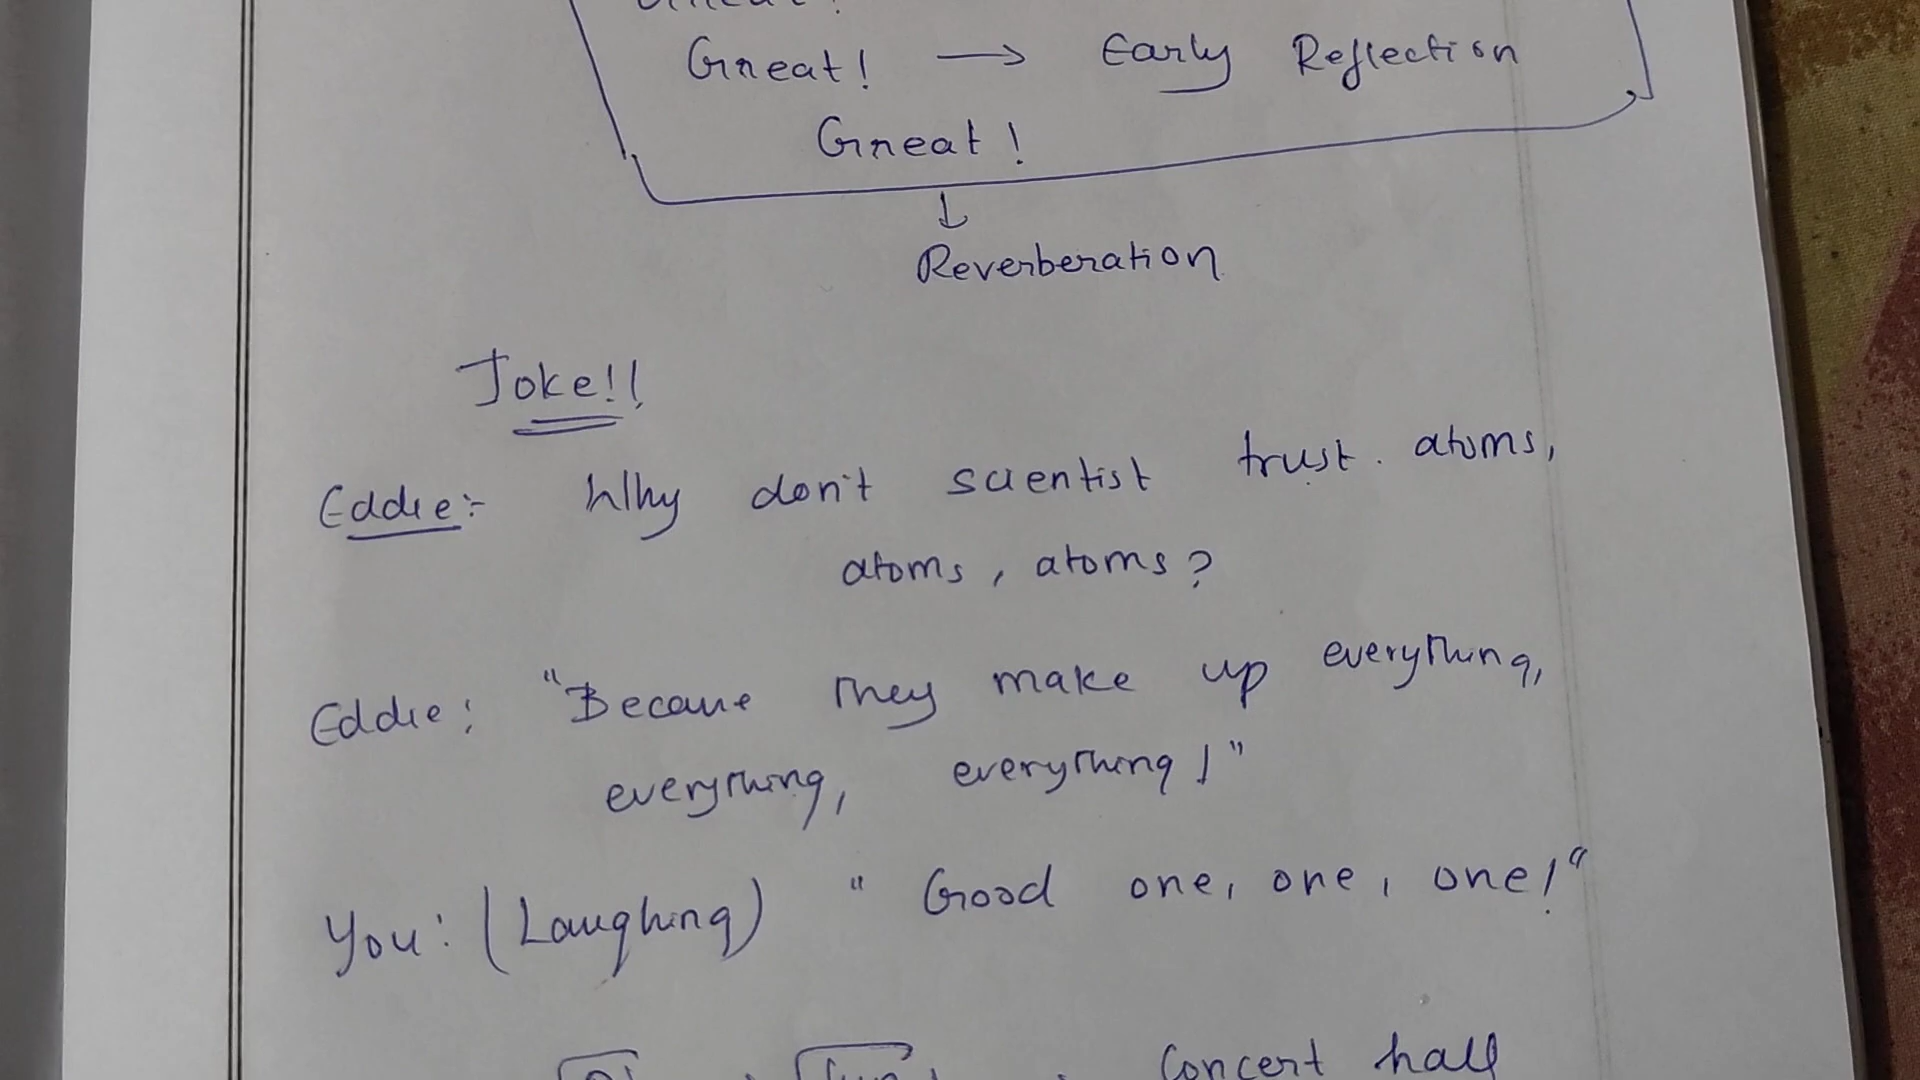 Great! → Early Reflection
Great!
↓
Reverberation
Joke!!
Eddie:- Why don't scientist trust. atoms,
atoms, atoms?
Eddie: "Because they make up everything,
everything, everything!"
You: (Laughing) "Good one, one, one!"
Concert hall